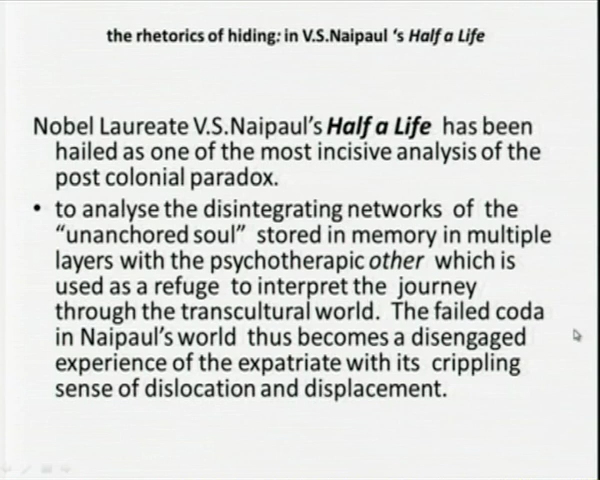 the rhetorics of hiding: in V.S.Naipaul ‘s Half a Life
Nobel Laureate V.S.Naipaul’s Half a Life has been
hailed as one of the most incisive analysis of the
post colonial paradox.
• to analyse the disintegrating networks of the
“unanchored soul” stored in memory in multiple
layers with the psychotherapic other which is
used as a refuge to interpret the journey
through the transcultural world. The failed coda
in Naipaul’s world thus becomes a disengaged
experience of the expatriate with its crippling
sense of dislocation and displacement.